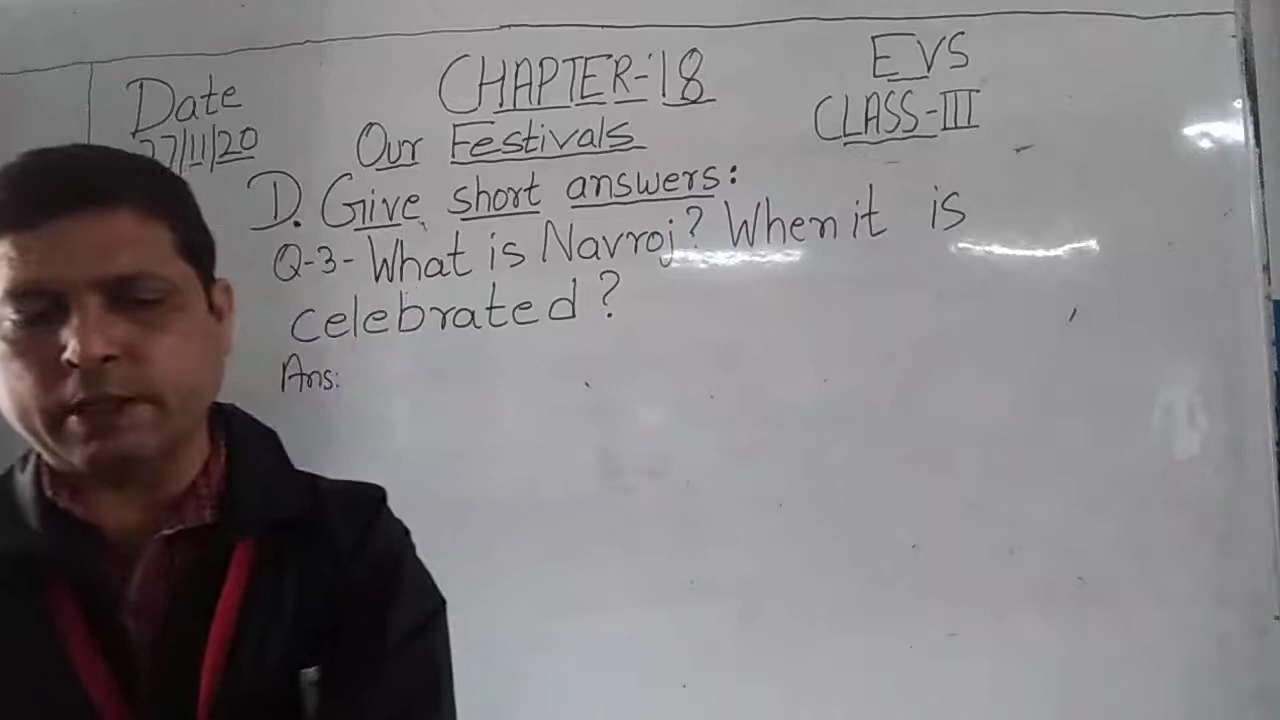 Date
27/11/20
CHAPTER-18
Our Festivals
EVS
CLASS-III
D. Give short answers:
Q-3- What is Navroj? When it is
celebrated?
Ans: